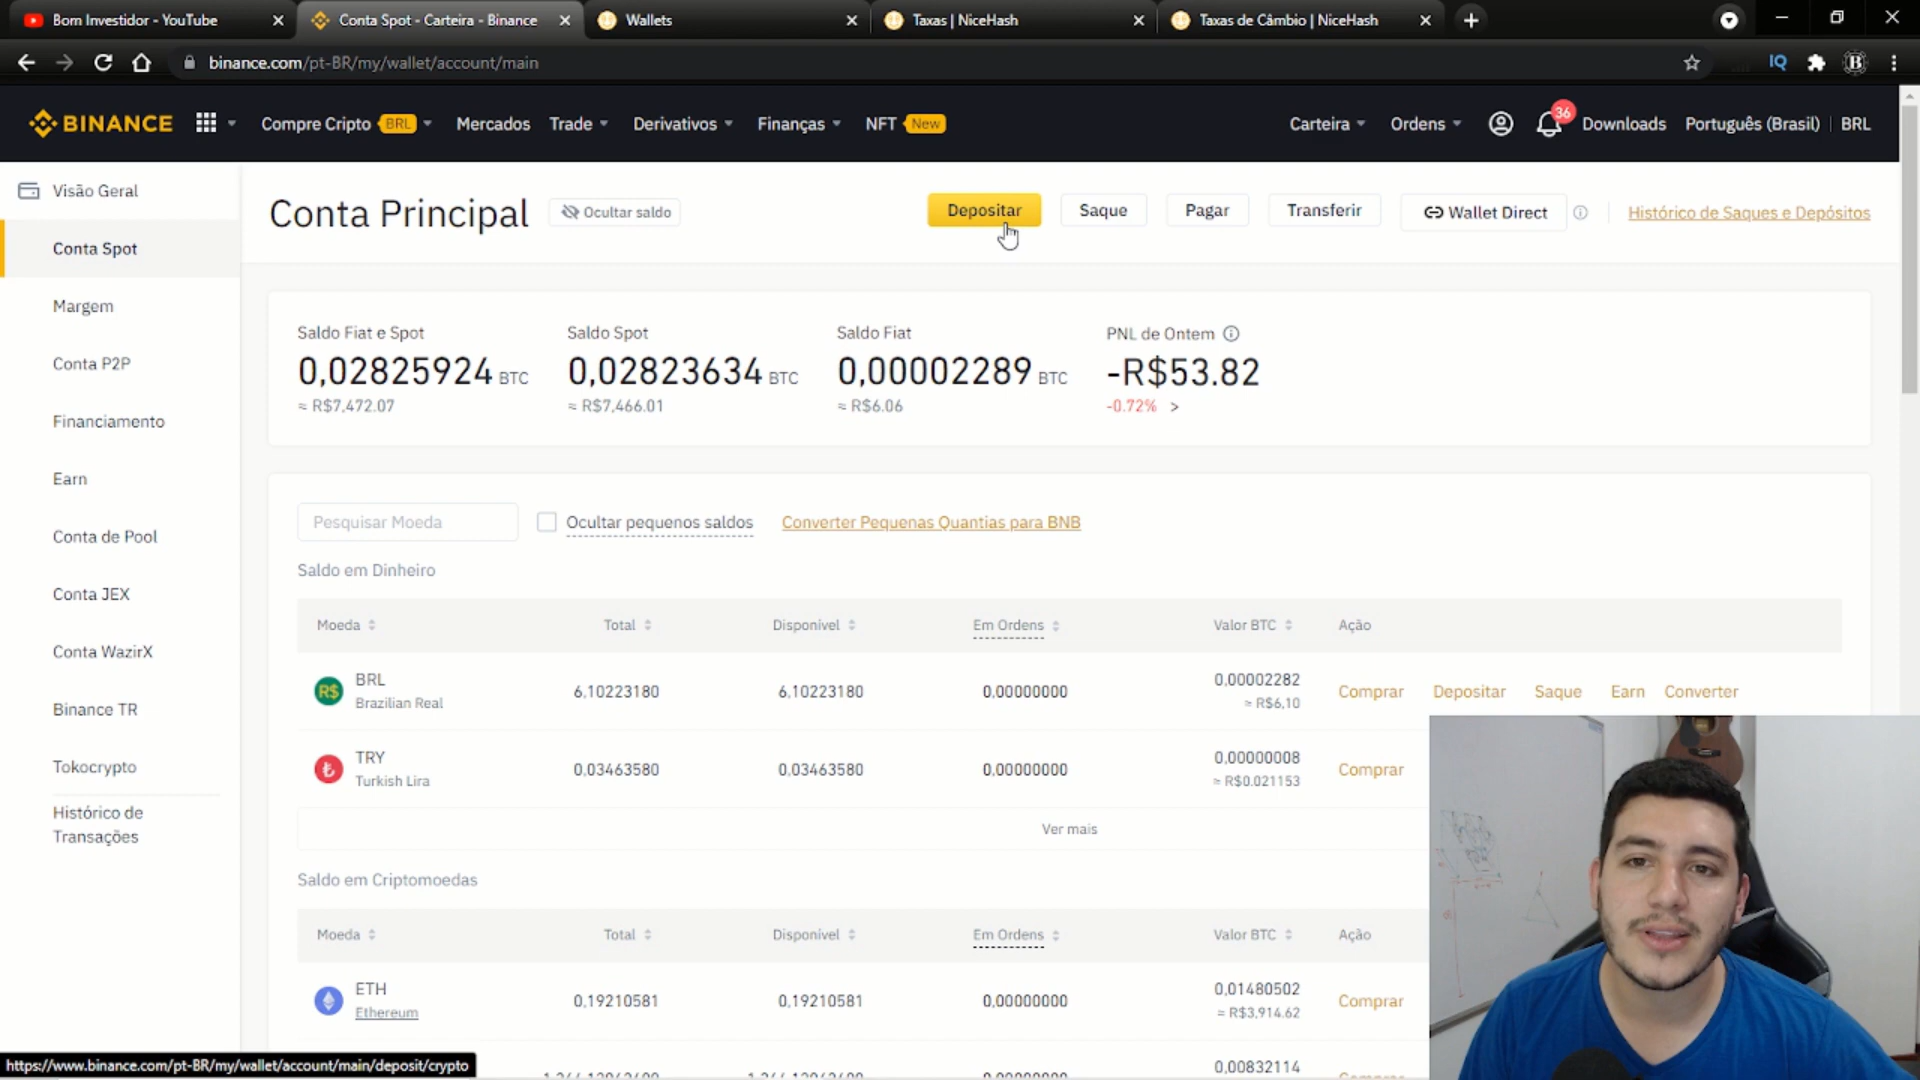 Bom Investidor - YouTube
Conta Spot - Carteira - Binance
Wallets
Taxas | NiceHash
Taxas de Câmbio | NiceHash
binance.com/pt-BR/my/wallet/account/main
IQ
BINANCE
Compre Cripto BRL
Mercados
Trade
Derivativos
Finanças
NFT New
Carteira
Ordens
36
Downloads
Português (Brasil)
BRL
Visão Geral
Conta Spot
Margem
Conta P2P
Financiamento
Earn
Conta de Pool
Conta JEX
Conta WazirX
Binance TR
Tokocrypto
Histórico de
Transações
Conta Principal
Ocultar saldo
Depositar
Saque
Pagar
Transferir
Wallet Direct
Histórico de Saques e Depósitos
Saldo Fiat e Spot
0,02825924 BTC
≈ R$7,472.07
Saldo Spot
0,02823634 BTC
≈ R$7,466.01
Saldo Fiat
0,00002289 BTC
≈ R$6.06
PNL de Ontem
-R$53.82
-0.72% >
Pesquisar Moeda
Ocultar pequenos saldos
Converter Pequenas Quantias para BNB
Saldo em Dinheiro
Moeda Total Disponível Em Ordens Valor BTC Ação
R$ BRL 6,10223180 6,10223180 0,00000000 0,00002282 Comprar Depositar Saque Earn Converter
Brazilian Real ≈ R$6,10
TRY 0,03463580 0,03463580 0,00000000 0,00000008 Comprar
Turkish Lira ≈ R$0.021153
Ver mais
Saldo em Criptomoedas
Moeda Total Disponível Em Ordens Valor BTC Ação
ETH 0,19210581 0,19210581 0,00000000 0,01480502 Comprar
Ethereum ≈ R$3,914.62
0,00832114
https://www.binance.com/pt-BR/my/wallet/account/main/deposit/crypto